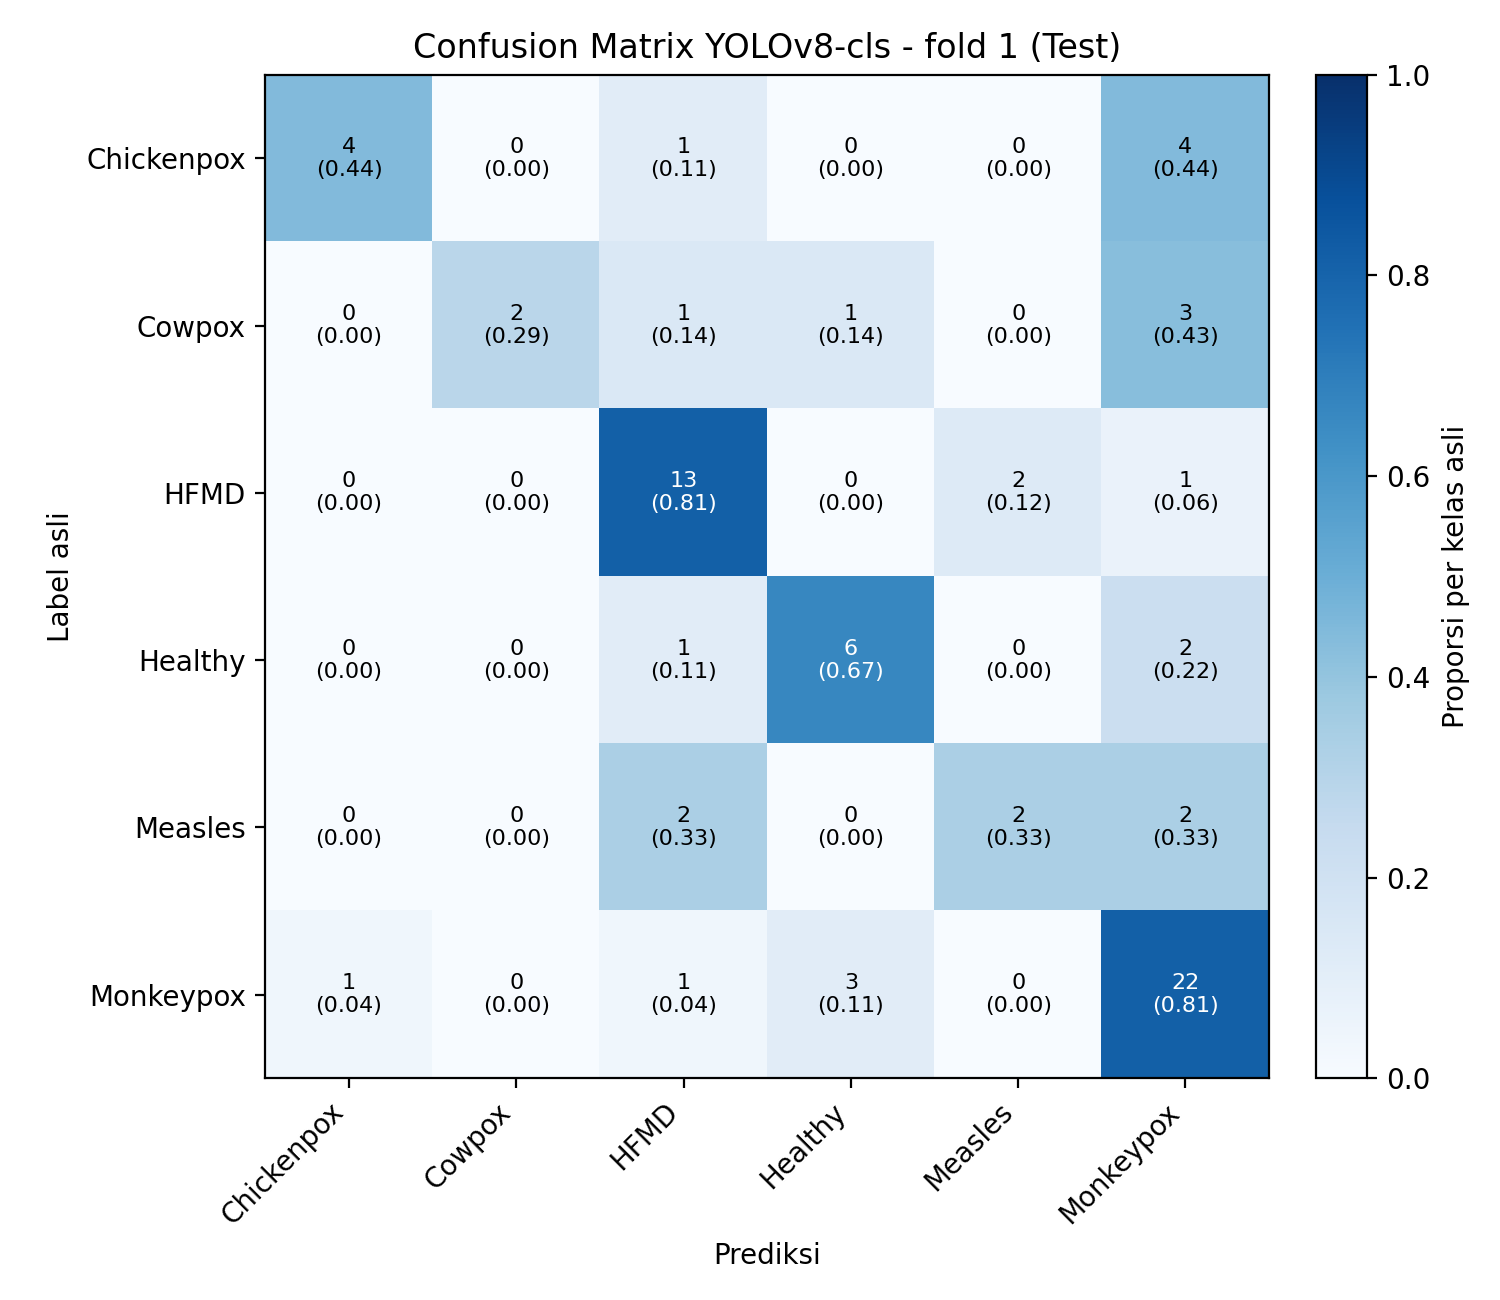 Confusion Matrix YOLOv8-cls - fold 1 (Test)
Label asli
Chickenpox
4 0 1 0 0 4
(0.44) (0.00) (0.11) (0.00) (0.00) (0.44)
Cowpox
0 2 1 1 0 3
(0.00) (0.29) (0.14) (0.14) (0.00) (0.43)
HFMD
0 0 13 0 2 1
(0.00) (0.00) (0.81) (0.00) (0.12) (0.06)
Healthy
0 0 1 6 0 2
(0.00) (0.00) (0.11) (0.67) (0.00) (0.22)
Measles
0 0 2 0 2 2
(0.00) (0.00) (0.33) (0.00) (0.33) (0.33)
Monkeypox
1 0 1 3 0 22
(0.04) (0.00) (0.04) (0.11) (0.00) (0.81)
Chickenpox Cowpox HFMD Healthy Measles Monkeypox
Prediksi
1.0
0.8
0.6
0.4
0.2
0.0
Proporsi per kelas asli